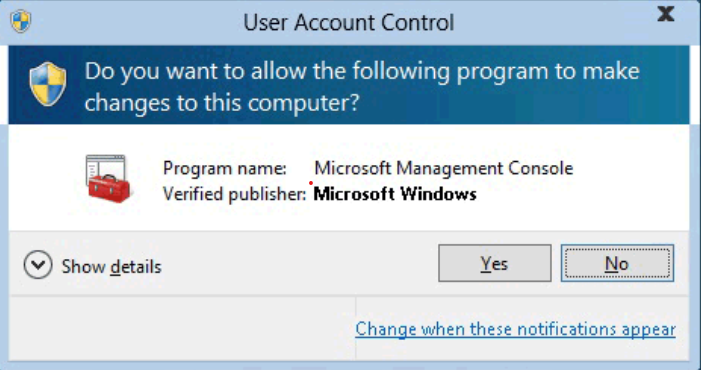 User Account Control
Do you want to allow the following program to make
changes to this computer?
Program name: Microsoft Management Console
Verified publisher: Microsoft Windows
Show details
Yes
No
Change when these notifications appear